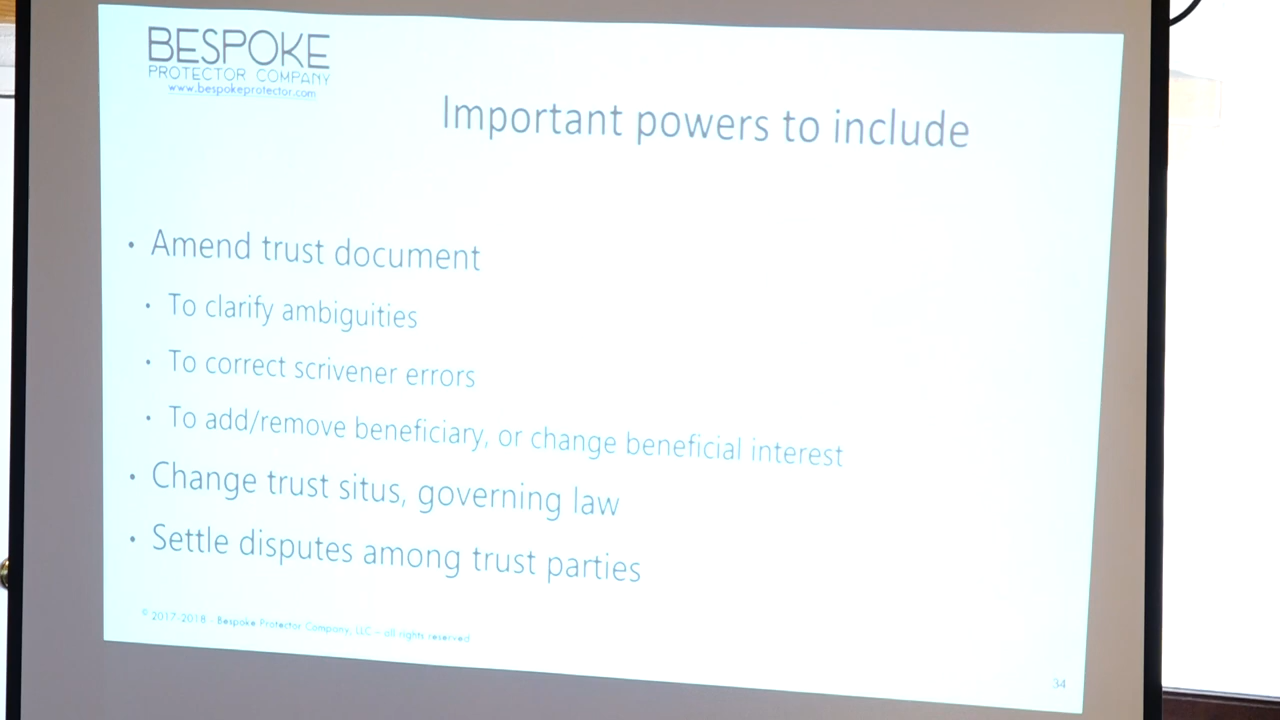 BESPOKE
PROTECTOR COMPANY
www.bespokeprotector.com
Important powers to include
• Amend trust document
• To clarify ambiguities
• To correct scrivener errors
• To add/remove beneficiary, or change beneficial interest
• Change trust situs, governing law
• Settle disputes among trust parties
© 2017-2018 - Bespoke Protector Company, LLC – all rights reserved
34